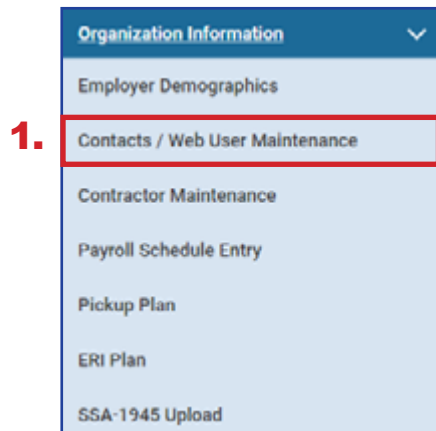 Organization Information
Employer Demographics
1. Contacts / Web User Maintenance
Contractor Maintenance
Payroll Schedule Entry
Pickup Plan
ERI Plan
SSA-1945 Upload